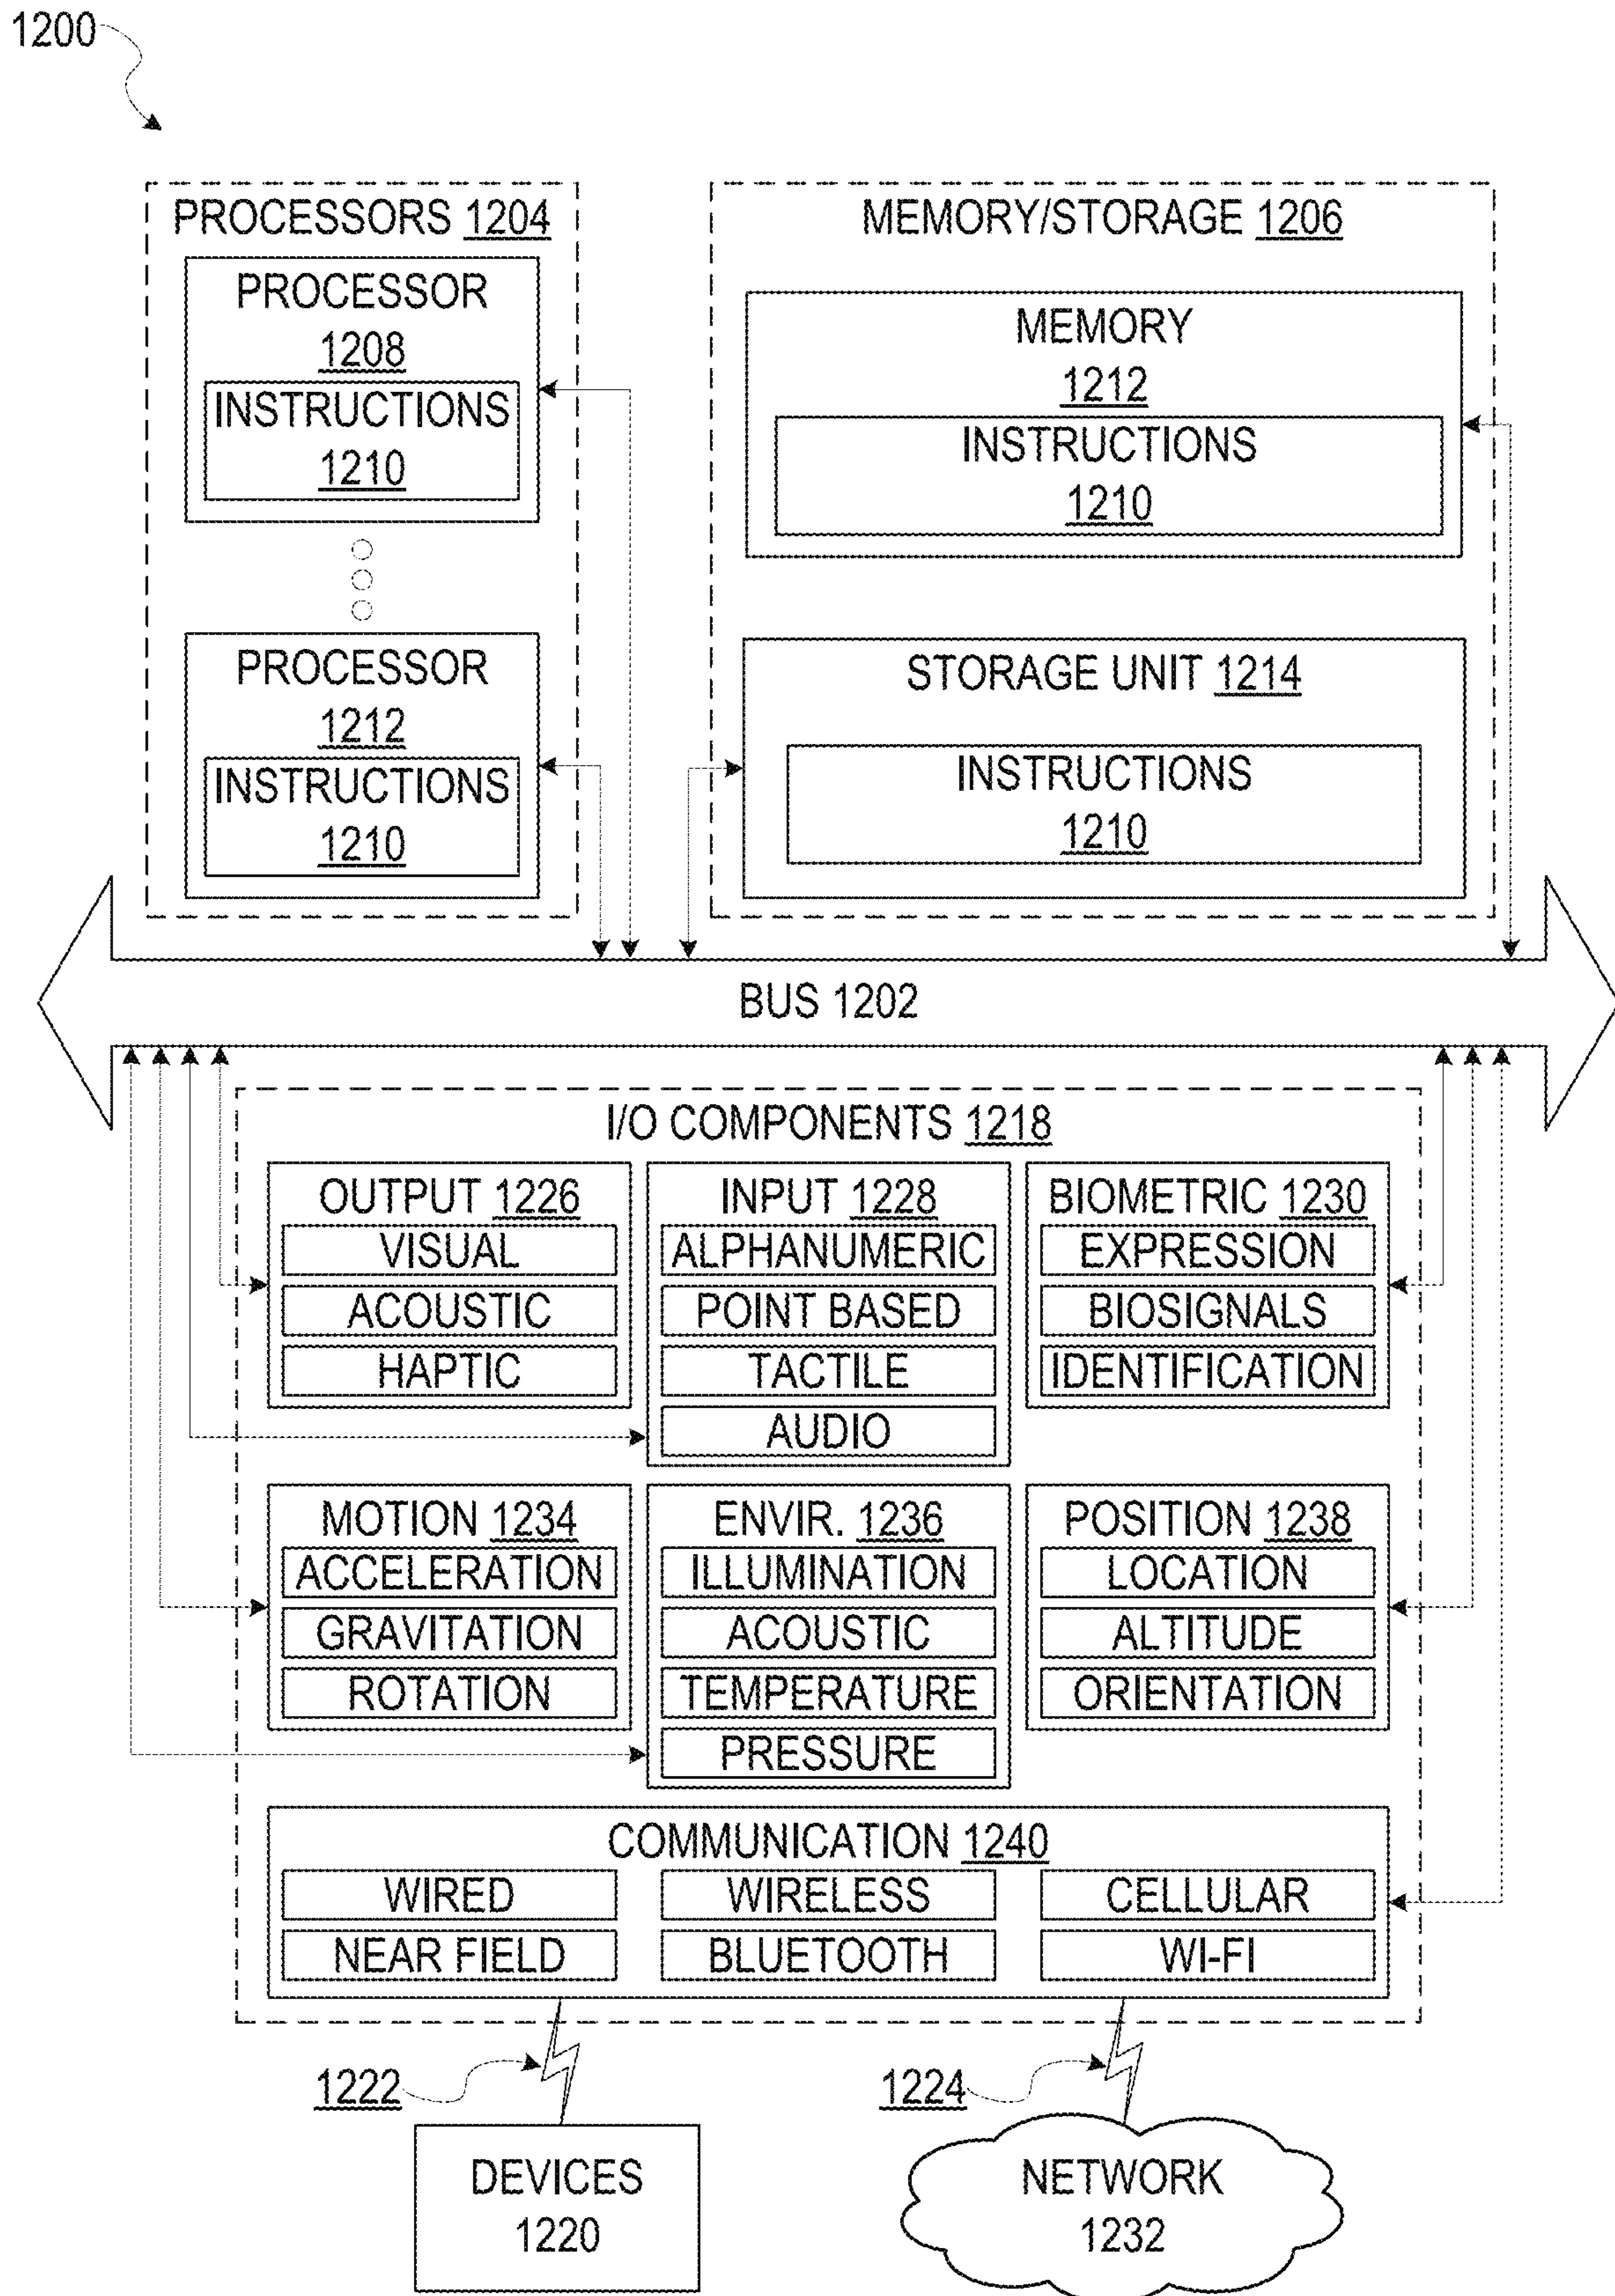 1200
PROCESSORS 1204
PROCESSOR
1208
INSTRUCTIONS
1210
PROCESSOR
1212
INSTRUCTIONS
1210
MEMORY/STORAGE 1206
MEMORY
1212
INSTRUCTIONS
1210
STORAGE UNIT 1214
INSTRUCTIONS
1210
BUS 1202
I/O COMPONENTS 1218
OUTPUT 1226
VISUAL
ACOUSTIC
HAPTIC
INPUT 1228
ALPHANUMERIC
POINT BASED
TACTILE
AUDIO
BIOMETRIC 1230
EXPRESSION
BIOSIGNALS
IDENTIFICATION
MOTION 1234
ACCELERATION
GRAVITATION
ROTATION
ENVIR. 1236
ILLUMINATION
ACOUSTIC
TEMPERATURE
PRESSURE
POSITION 1238
LOCATION
ALTITUDE
ORIENTATION
COMMUNICATION 1240
WIRED
WIRELESS
CELLULAR
NEAR FIELD
BLUETOOTH
WI-FI
1222
1224
DEVICES
1220
NETWORK
1232